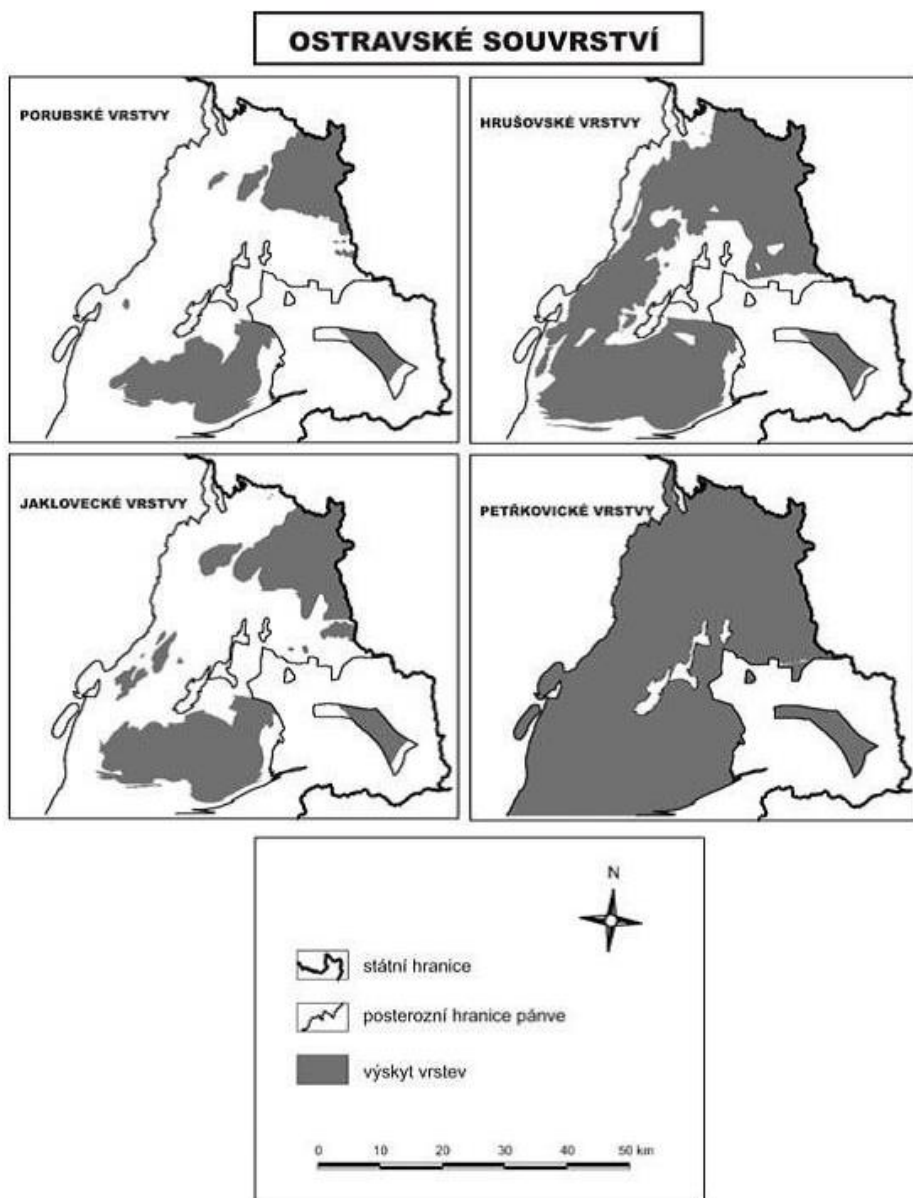 OSTRAVSKÉ SOUVRSTVÍ
PORUBSKÉ VRSTVY
HRUŠOVSKÉ VRSTVY
JAKLOVECKÉ VRSTVY
PETŘKOVICKÉ VRSTVY
N
státní hranice
posterozní hranice pánve
výskyt vrstev
0 10 20 30 40 50 km